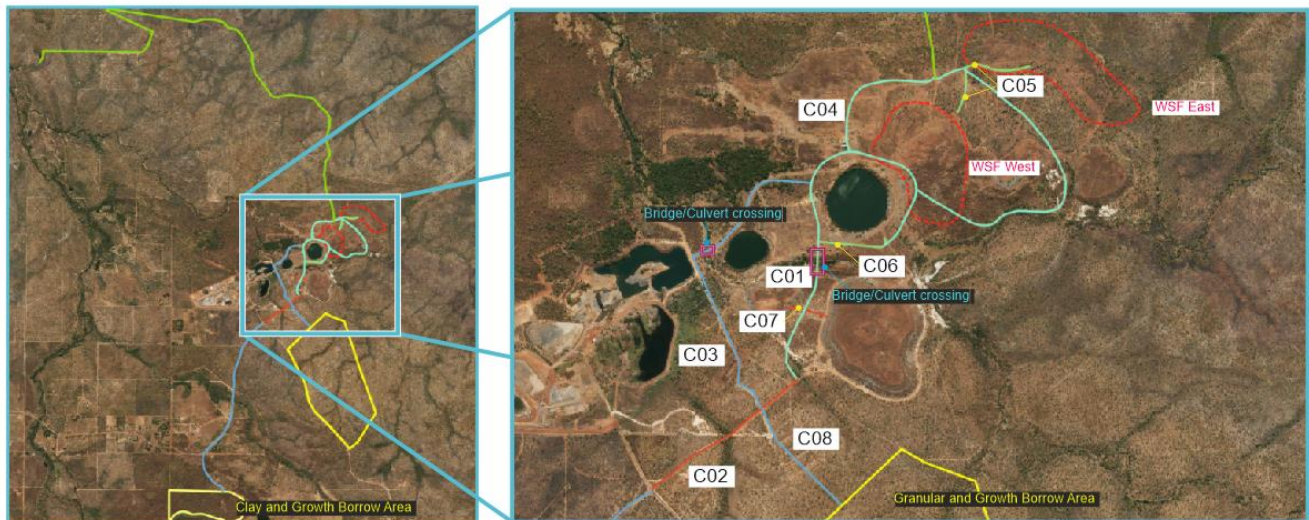 C05
WSF East
C04
WSF West
Bridge/Culvert crossing
C06
C01
Bridge/Culvert crossing
C07
C03
C08
C02
Clay and Growth Borrow Area
Granular and Growth Borrow Area